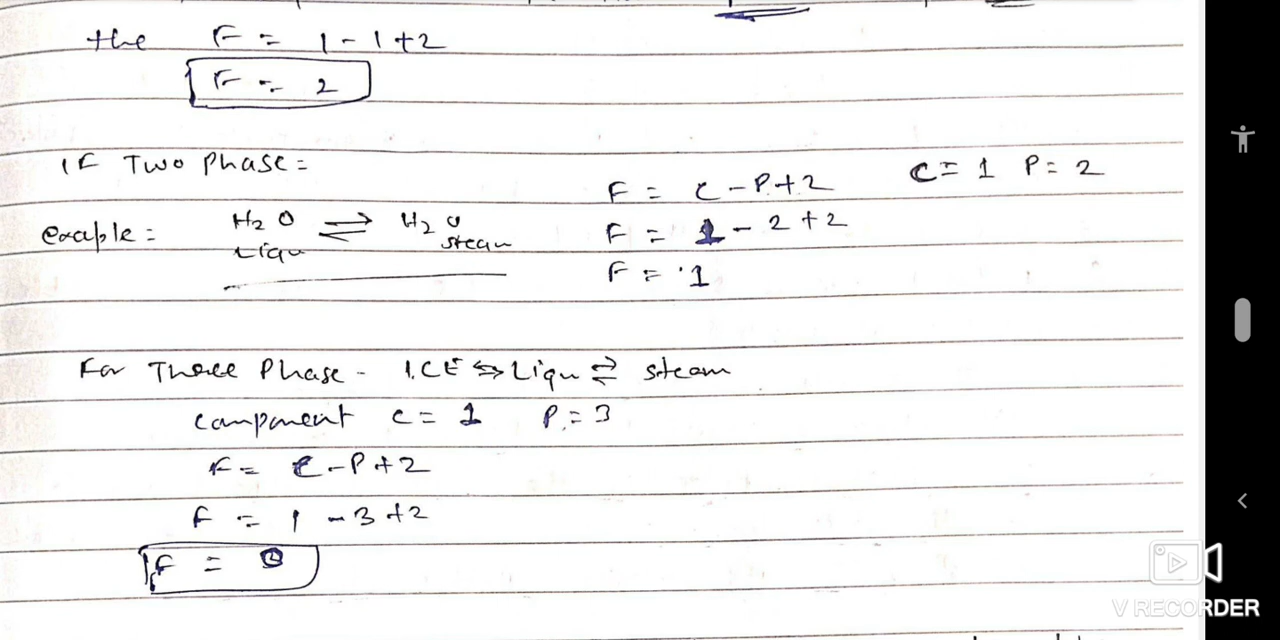 the F = 1 - 1 + 2
F = 2
IF Two Phase =
F = C - P + 2 C = 1 P = 2
exaple = H2O ⇌ H2O
Liqu steam
F = 1 - 2 + 2
F = 1
For Three Phase - ICE ⇌ Liqu ⇌ steam
component C = 1 P = 3
F = C - P + 2
F = 1 - 3 + 2
F = 0
V RECORDER